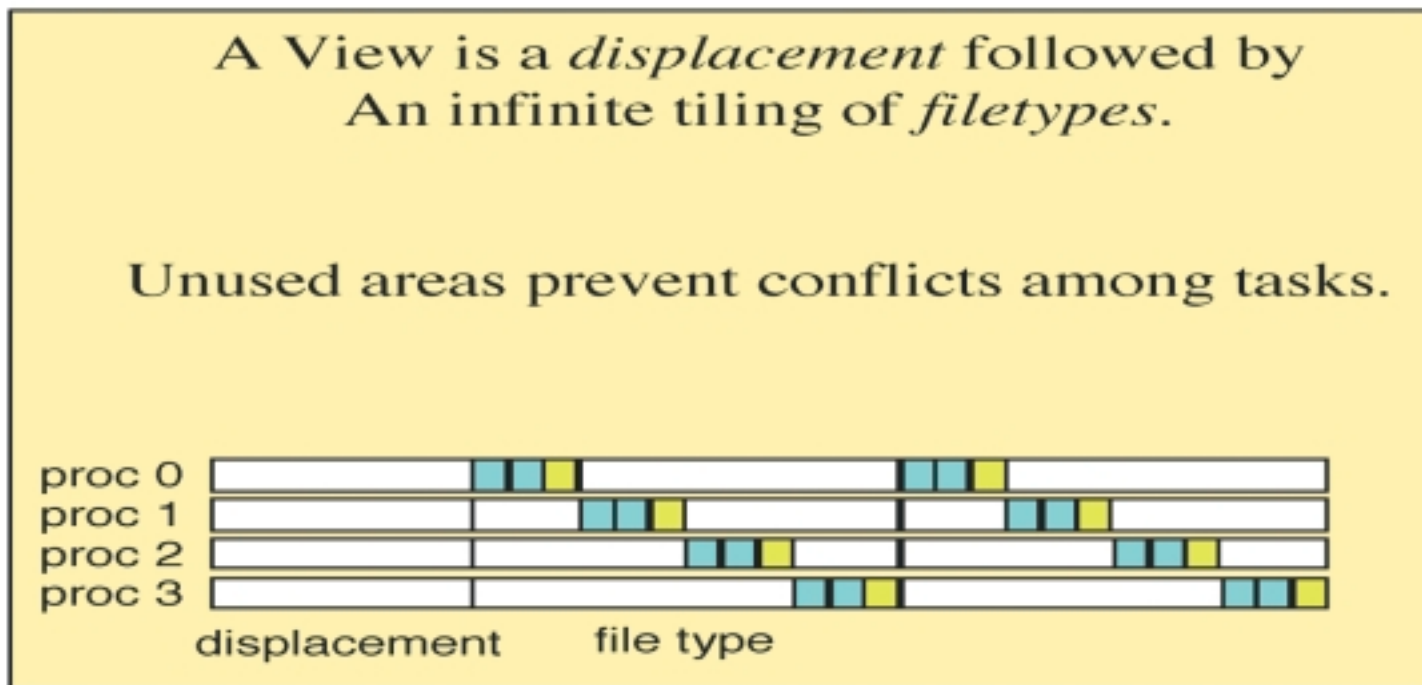 A View is a displacement followed by
An infinite tiling of filetypes.
Unused areas prevent conflicts among tasks.
proc 0
proc 1
proc 2
proc 3
displacement file type